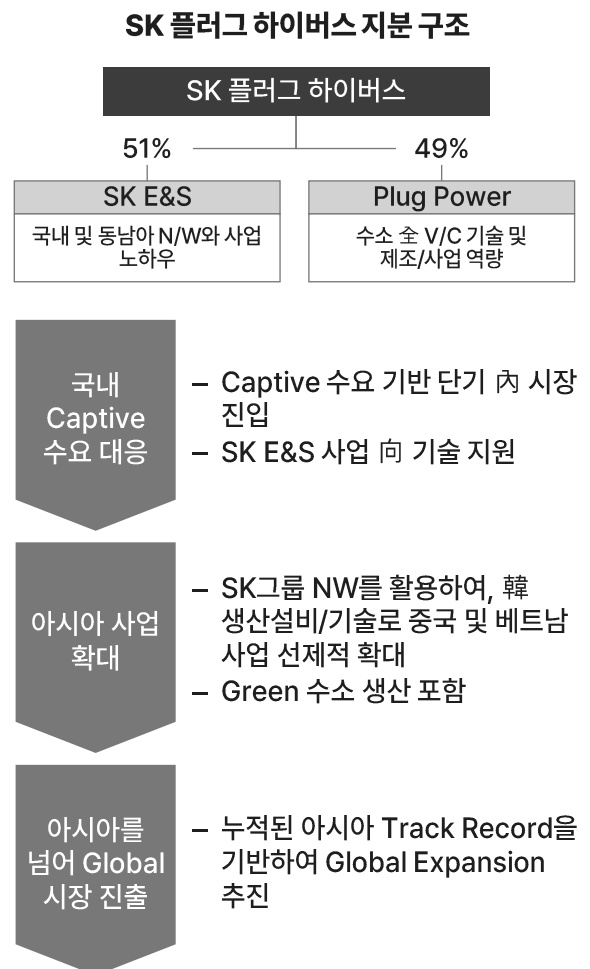 SK 플러그 하이버스 지분 구조
SK 플러그 하이버스
51%
49%
SK E&S
국내 및 동남아 N/W와 사업
노하우
Plug Power
수소 全 V/C 기술 및
제조/사업 역량
국내
Captive
수요 대응
– Captive 수요 기반 단기 內 시장
진입
– SK E&S 사업 向 기술 지원
아시아 사업
확대
– SK그룹 NW를 활용하여, 韓
생산설비/기술로 중국 및 베트남
사업 선제적 확대
– Green 수소 생산 포함
아시아를
넘어 Global
시장 진출
– 누적된 아시아 Track Record을
기반하여 Global Expansion
추진